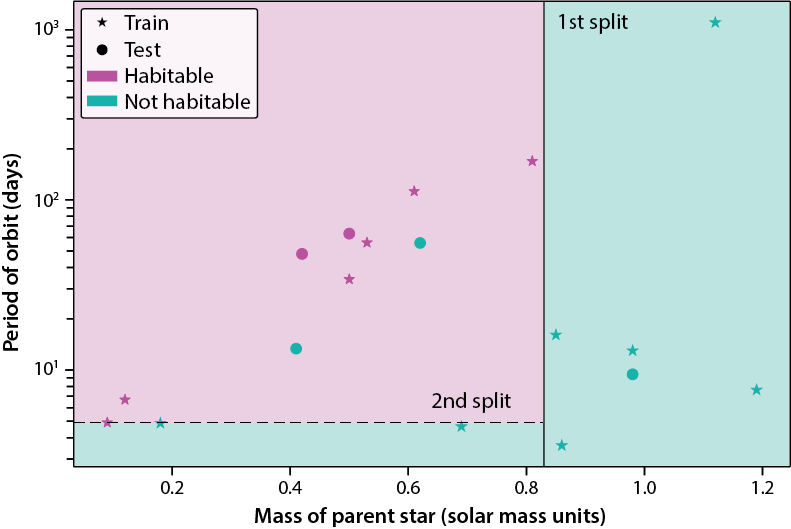 10³
10²
10¹
Period of orbit (days)
Train
Test
Habitable
Not habitable
1st split
2nd split
0.2 0.4 0.6 0.8 1.0 1.2
Mass of parent star (solar mass units)